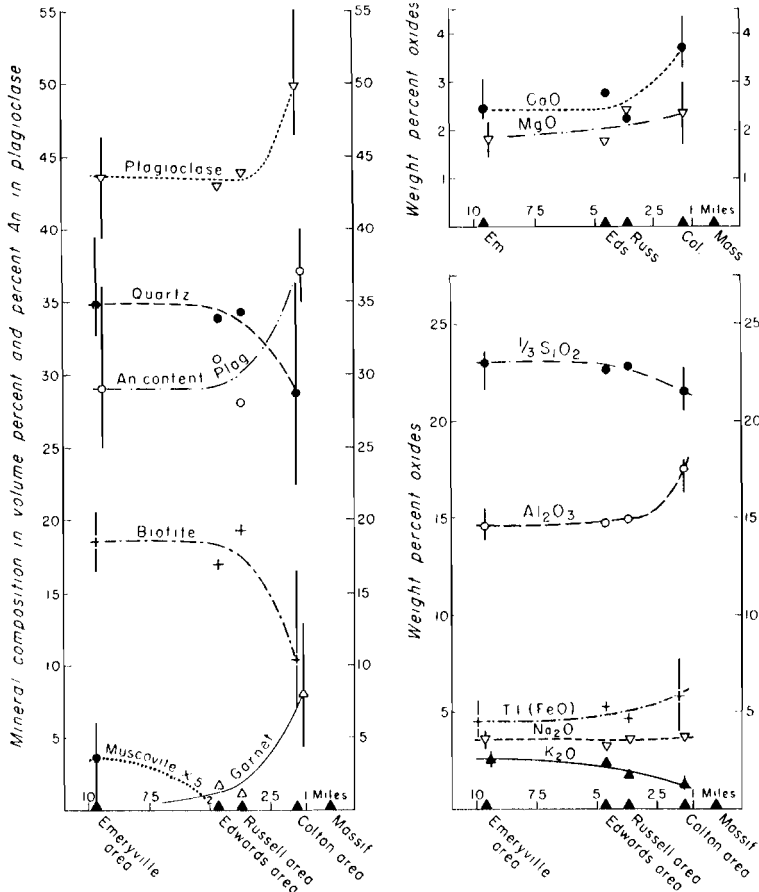 Mineral composition in volume percent and percent An in plagioclase
55
50
45
40
35
30
25
20
15
10
5
55
50
45
40
35
30
25
20
15
10
5
Plagioclase
Quartz
An content Plag
Biotite
Muscovite x 5
Garnet
10
7.5
2.5
1 Miles
Emeryville area
Edwards area
Russell area
Colton area
Massif
Weight percent oxides
4
3
2
1
4
3
2
1
Weight percent oxides
CaO
MgO
10
7.5
5
2.5
1 Miles
Em
Eds
Russ
Col.
Mass
Weight percent oxides
25
20
15
10
5
25
20
15
10
5
1/3 SiO2
Al2O3
T I (FeO)
Na2O
K2O
10
7.5
5
2.5
1 Miles
Emeryville area
Edwards area
Russell area
Colton area
Massif